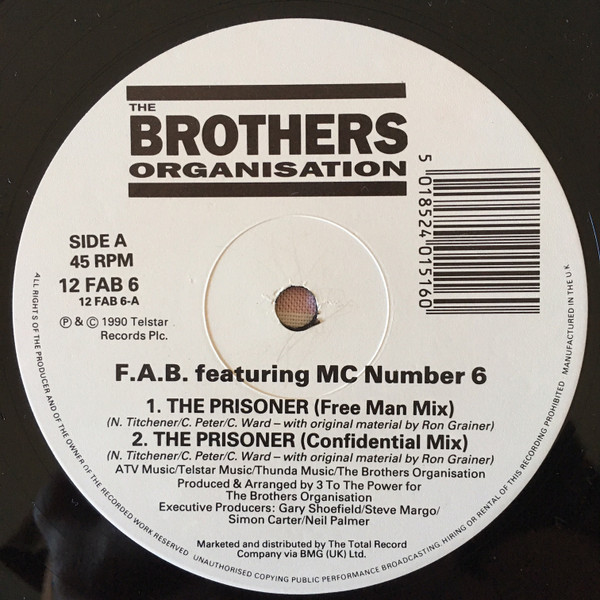 THE
BROTHERS
ORGANISATION
5 018524 015160
SIDE A
45 RPM
12 FAB 6
12 FAB 6-A
℗ & © 1990 Telstar
Records Plc.
F.A.B. featuring MC Number 6
1. THE PRISONER (Free Man Mix)
(N. Titchener/C. Peter/C. Ward – with original material by Ron Grainer)
2. THE PRISONER (Confidential Mix)
(N. Titchener/C. Peter/C. Ward – with original material by Ron Grainer)
ATV Music/Telstar Music/Thunda Music/The Brothers Organisation
Produced & Arranged by 3 To The Power for
The Brothers Organisation
Executive Producers: Gary Shoefield/Steve Margo/
Simon Carter/Neil Palmer
Marketed and distributed by The Total Record
Company via BMG (UK) Ltd.
ALL RIGHTS OF THE PRODUCER AND OF THE OWNER OF THE RECORDED WORK RESERVED UNAUTHORISED COPYING PUBLIC PERFORMANCE BROADCASTING. HIRING OR RENTAL OF THIS RECORDING PROHIBITED MANUFACTURED IN THE U K